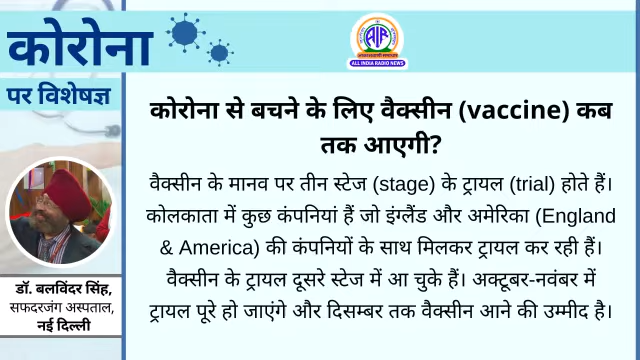 कोरोना
पर विशेषज्ञ
AIR
ALL INDIA RADIO NEWS
कोरोना से बचने के लिए वैक्सीन (vaccine) कब
तक आएगी?
वैक्सीन के मानव पर तीन स्टेज (stage) के ट्रायल (trial) होते हैं।
कोलकाता में कुछ कंपनियां हैं जो इंग्लैंड और अमेरिका (England
& America) की कंपनियों के साथ मिलकर ट्रायल कर रही हैं।
वैक्सीन के ट्रायल दूसरे स्टेज में आ चुके हैं। अक्टूबर-नवंबर में
ट्रायल पूरे हो जाएंगे और दिसम्बर तक वैक्सीन आने की उम्मीद है।
डॉ. बलविंदर सिंह,
सफदरजंग अस्पताल,
नई दिल्ली